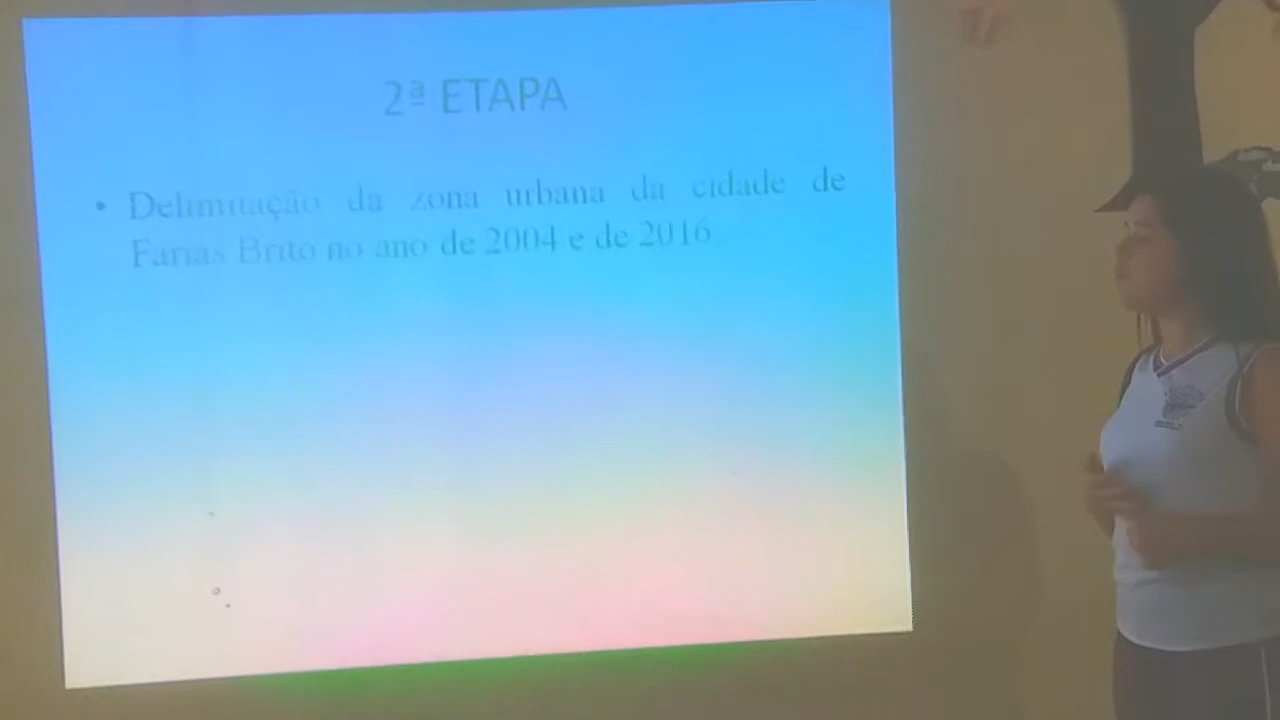 2ª ETAPA
• Delimitação da zona urbana da cidade de
Farias Brito no ano de 2004 e de 2016